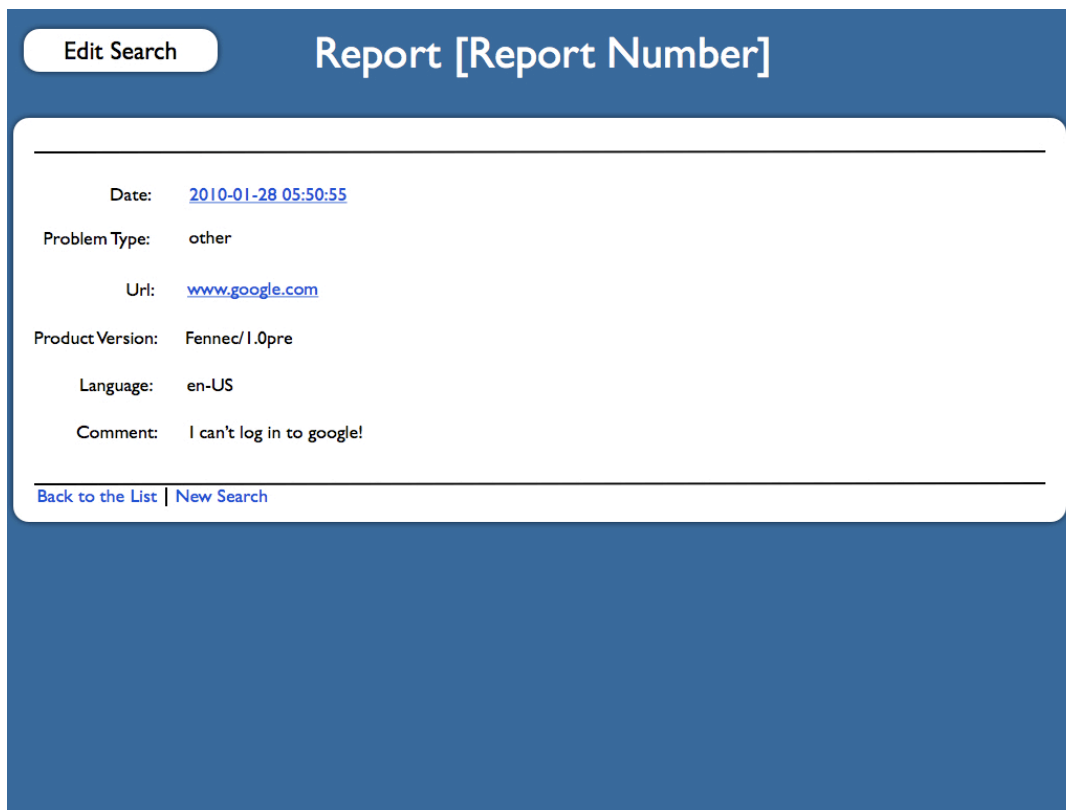 Edit Search
Report [Report Number]
Date: 2010-01-28 05:50:55
Problem Type: other
Url: www.google.com
Product Version: Fennec/1.0pre
Language: en-US
Comment: I can't log in to google!
Back to the List | New Search